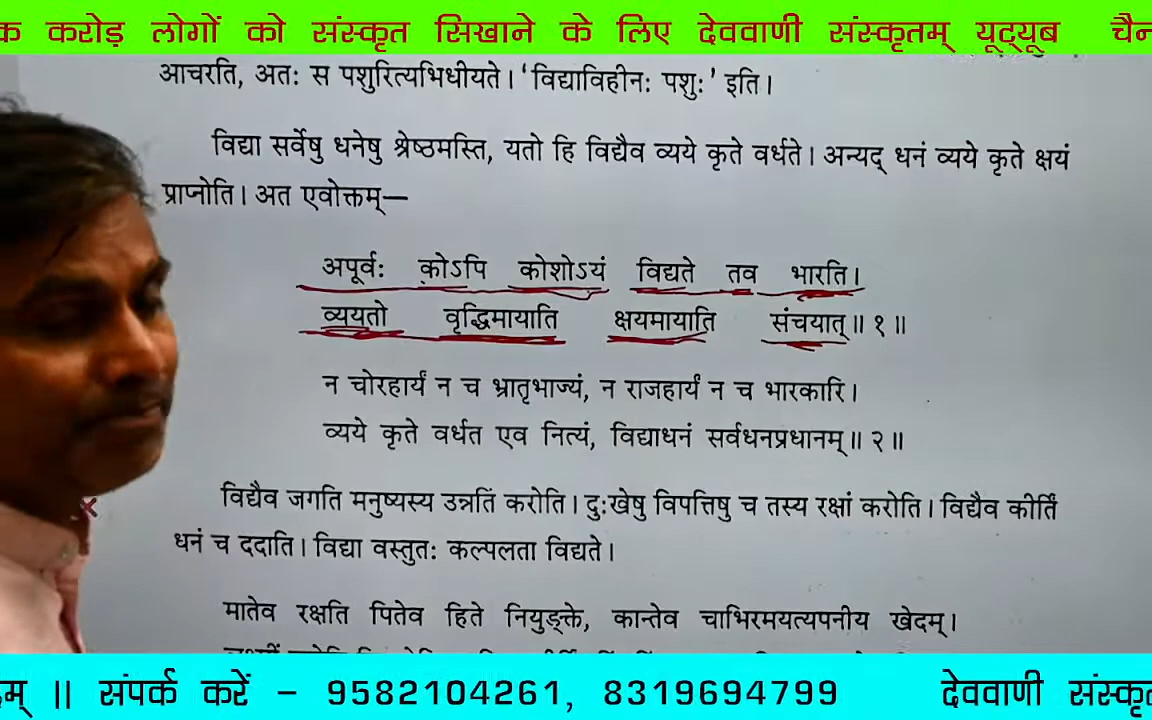 करोड़ लोगों को संस्कृत सिखाने के लिए देववाणी संस्कृतम् यूट्यूब
आचरति, अतः स पशुरित्यभिधीयते। 'विद्याविहीनः पशुः' इति।
विद्या सर्वेषु धनेषु श्रेष्ठमस्ति, यतो हि विद्यैव व्यये कृते वर्धते। अन्यद् धनं व्यये कृते क्षयं
प्राप्नोति। अत एवोक्तम्—
अपूर्वः कोऽपि कोशोऽयं विद्यते तव भारति।
व्ययतो वृद्धिमायाति क्षयमायाति संचयात्॥ १॥
न चोरहार्यं न च भ्रातृभाज्यं, न राजहार्यं न च भारकारि।
व्यये कृते वर्धत एव नित्यं, विद्याधनं सर्वधनप्रधानम्॥ २॥
विद्यैव जगति मनुष्यस्य उन्नतिं करोति। दुःखेषु विपत्तिषु च तस्य रक्षां करोति। विद्यैव कीर्तिं
धनं च ददाति। विद्या वस्तुतः कल्पलता विद्यते।
मातेव रक्षति पितेव हिते नियुङ्क्ते, कान्तेव चाभिरमयत्यपनीय खेदम्।
॥ संपर्क करें - 9582104261, 8319694799 देववाणी